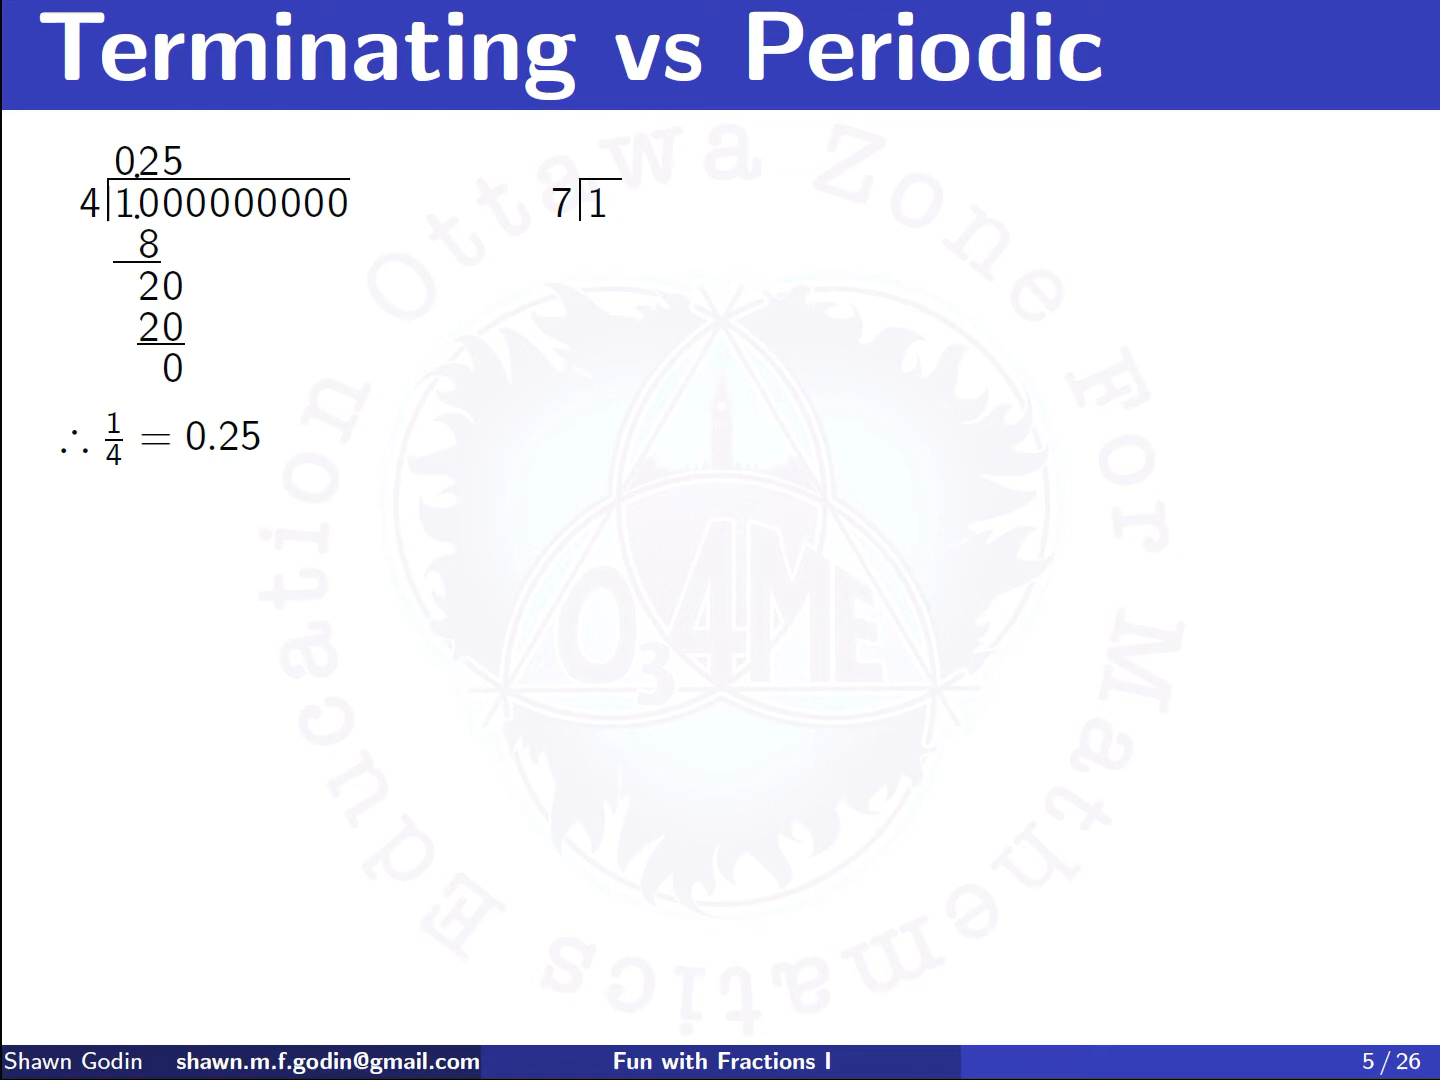 Terminating vs Periodic
0.25
4 1.000000000
7 1
8
20
20
0
∴ 1/4 = 0.25
Ottawa Zone For Mathematics Education
O34ME
Shawn Godin shawn.m.f.godin@gmail.com Fun with Fractions I 5 / 26